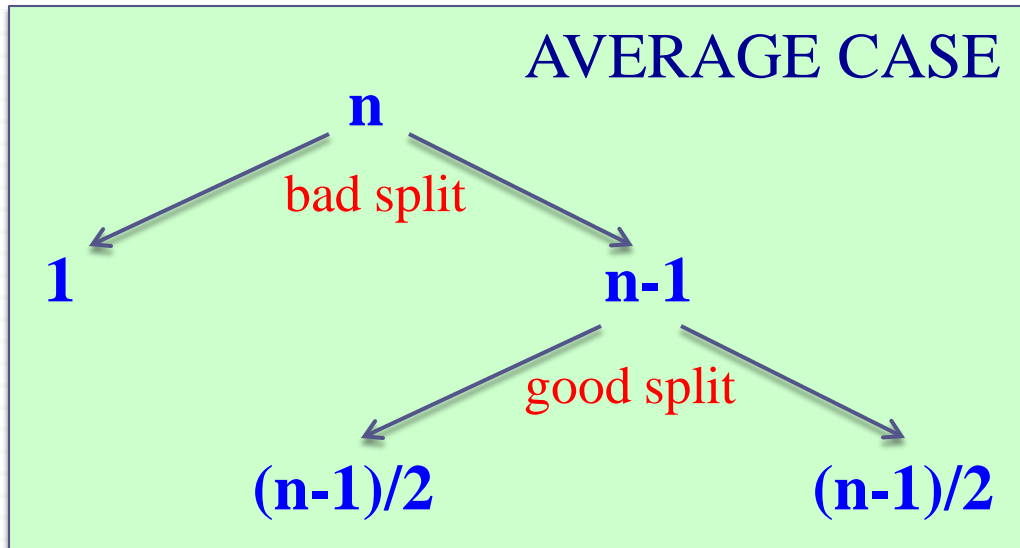 AVERAGE CASE
n
bad split
1 n-1
good split
(n-1)/2 (n-1)/2